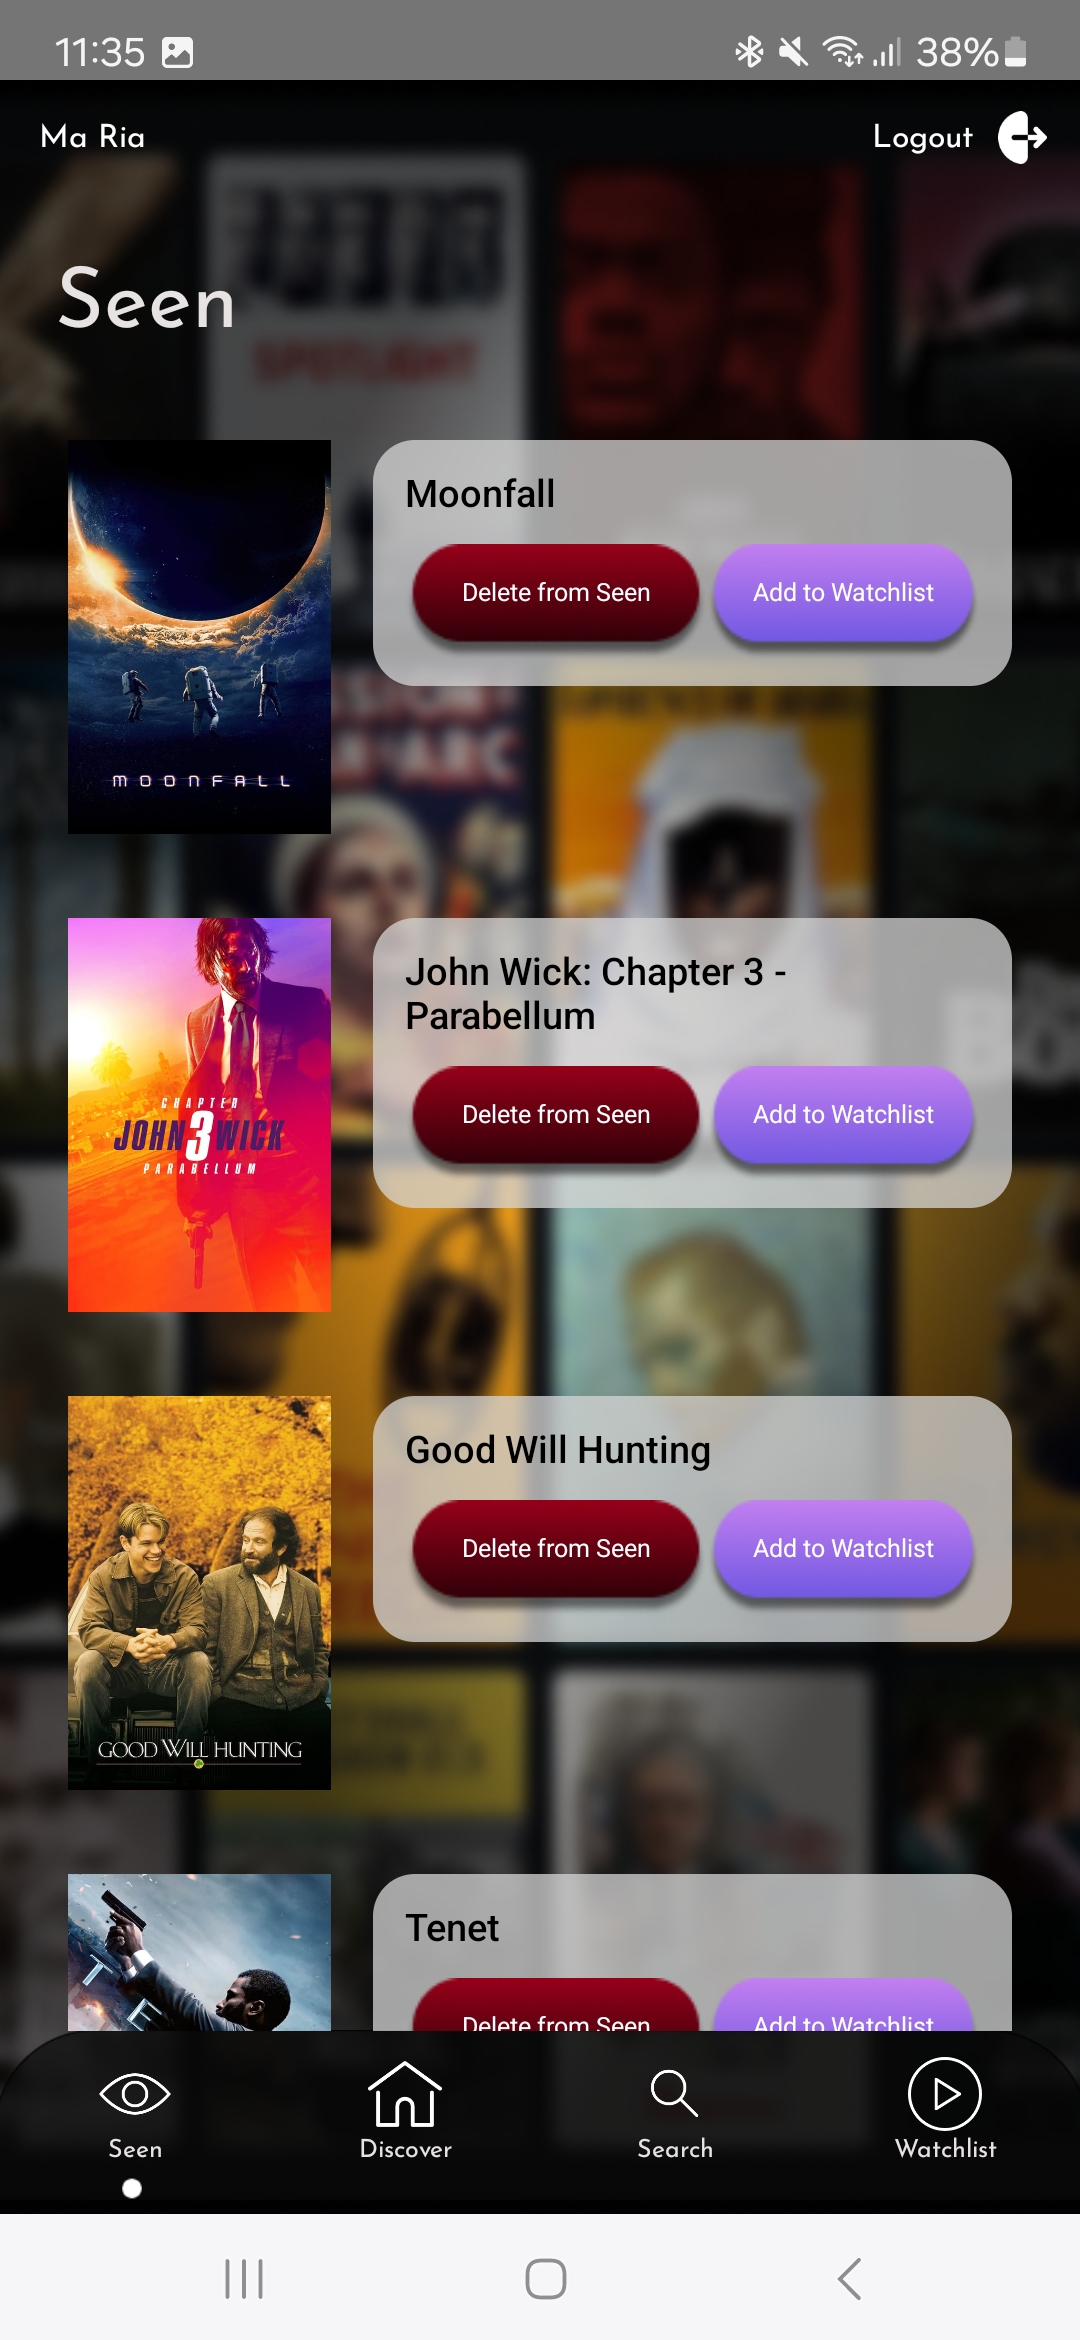 11:35
38%
Ma Ria
Logout
SPOTLIGHT
Seen
Moonfall
Delete from Seen
Add to Watchlist
MOONFALL
John Wick: Chapter 3 -
Parabellum
Delete from Seen
Add to Watchlist
CHAPTER
JOHN 3 WICK
PARABELLUM
Good Will Hunting
Delete from Seen
Add to Watchlist
GOOD WILL HUNTING
Tenet
Delete from Seen
Add to Watchlist
T
E
Seen
Discover
Search
Watchlist